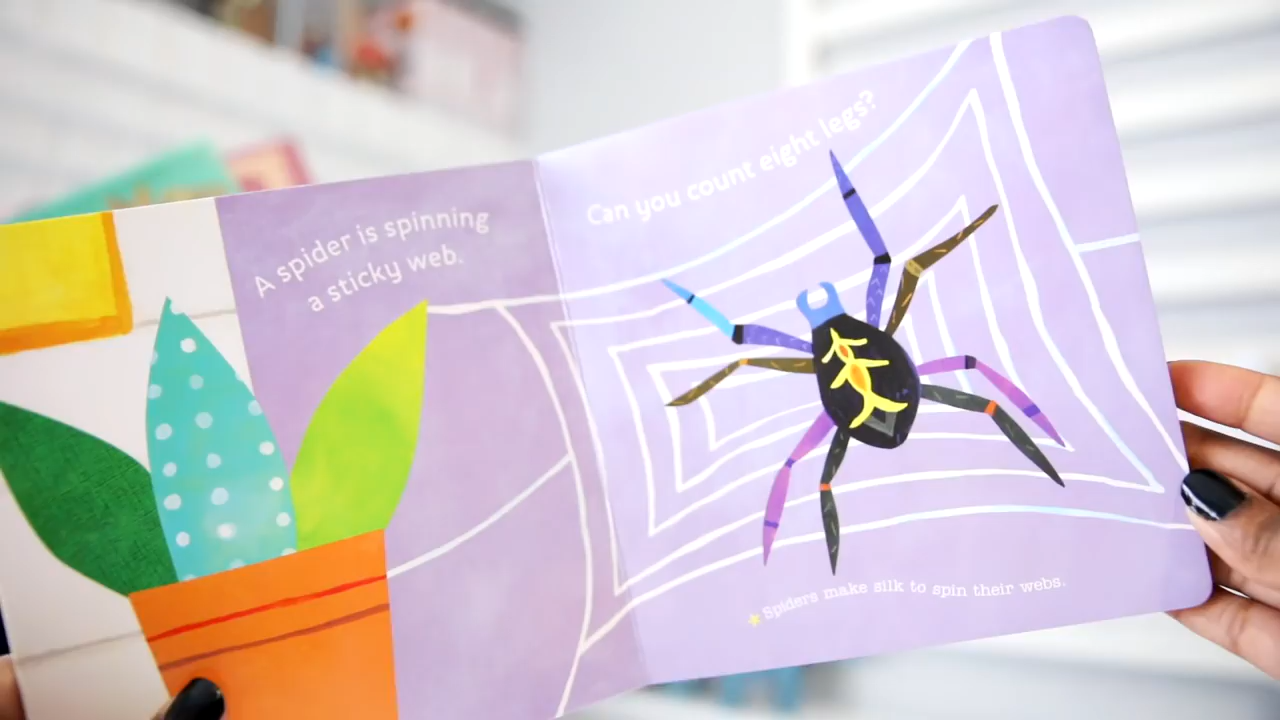 A spider is spinning
a sticky web.
Can you count eight legs?
Spiders make silk to spin their webs.